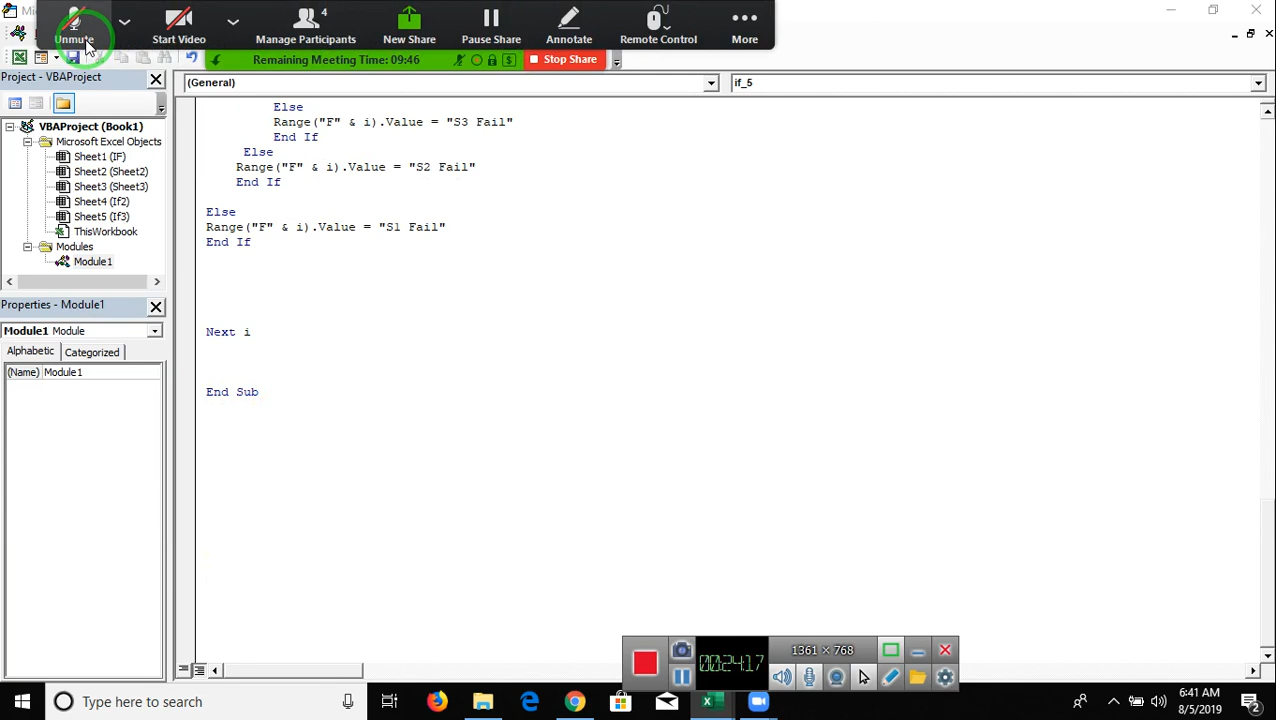 Mi
Unmute
Start Video
4
Manage Participants
New Share
Pause Share
Annotate
Remote Control
More
Remaining Meeting Time: 09:46
Stop Share
Project - VBAProject
(General)
if_5
VBAProject (Book1)
Microsoft Excel Objects
Sheet1 (IF)
Sheet2 (Sheet2)
Sheet3 (Sheet3)
Sheet4 (If2)
Sheet5 (If3)
ThisWorkbook
Modules
Module1
Else
Range("F" & i).Value = "S3 Fail"
End If
Else
Range("F" & i).Value = "S2 Fail"
End If
Else
Range("F" & i).Value = "S1 Fail"
End If
Next i
End Sub
Properties - Module1
Module1 Module
Alphabetic
Categorized
(Name) Module1
00:24:17
1361 × 768
Type here to search
6:41 AM
8/5/2019
2